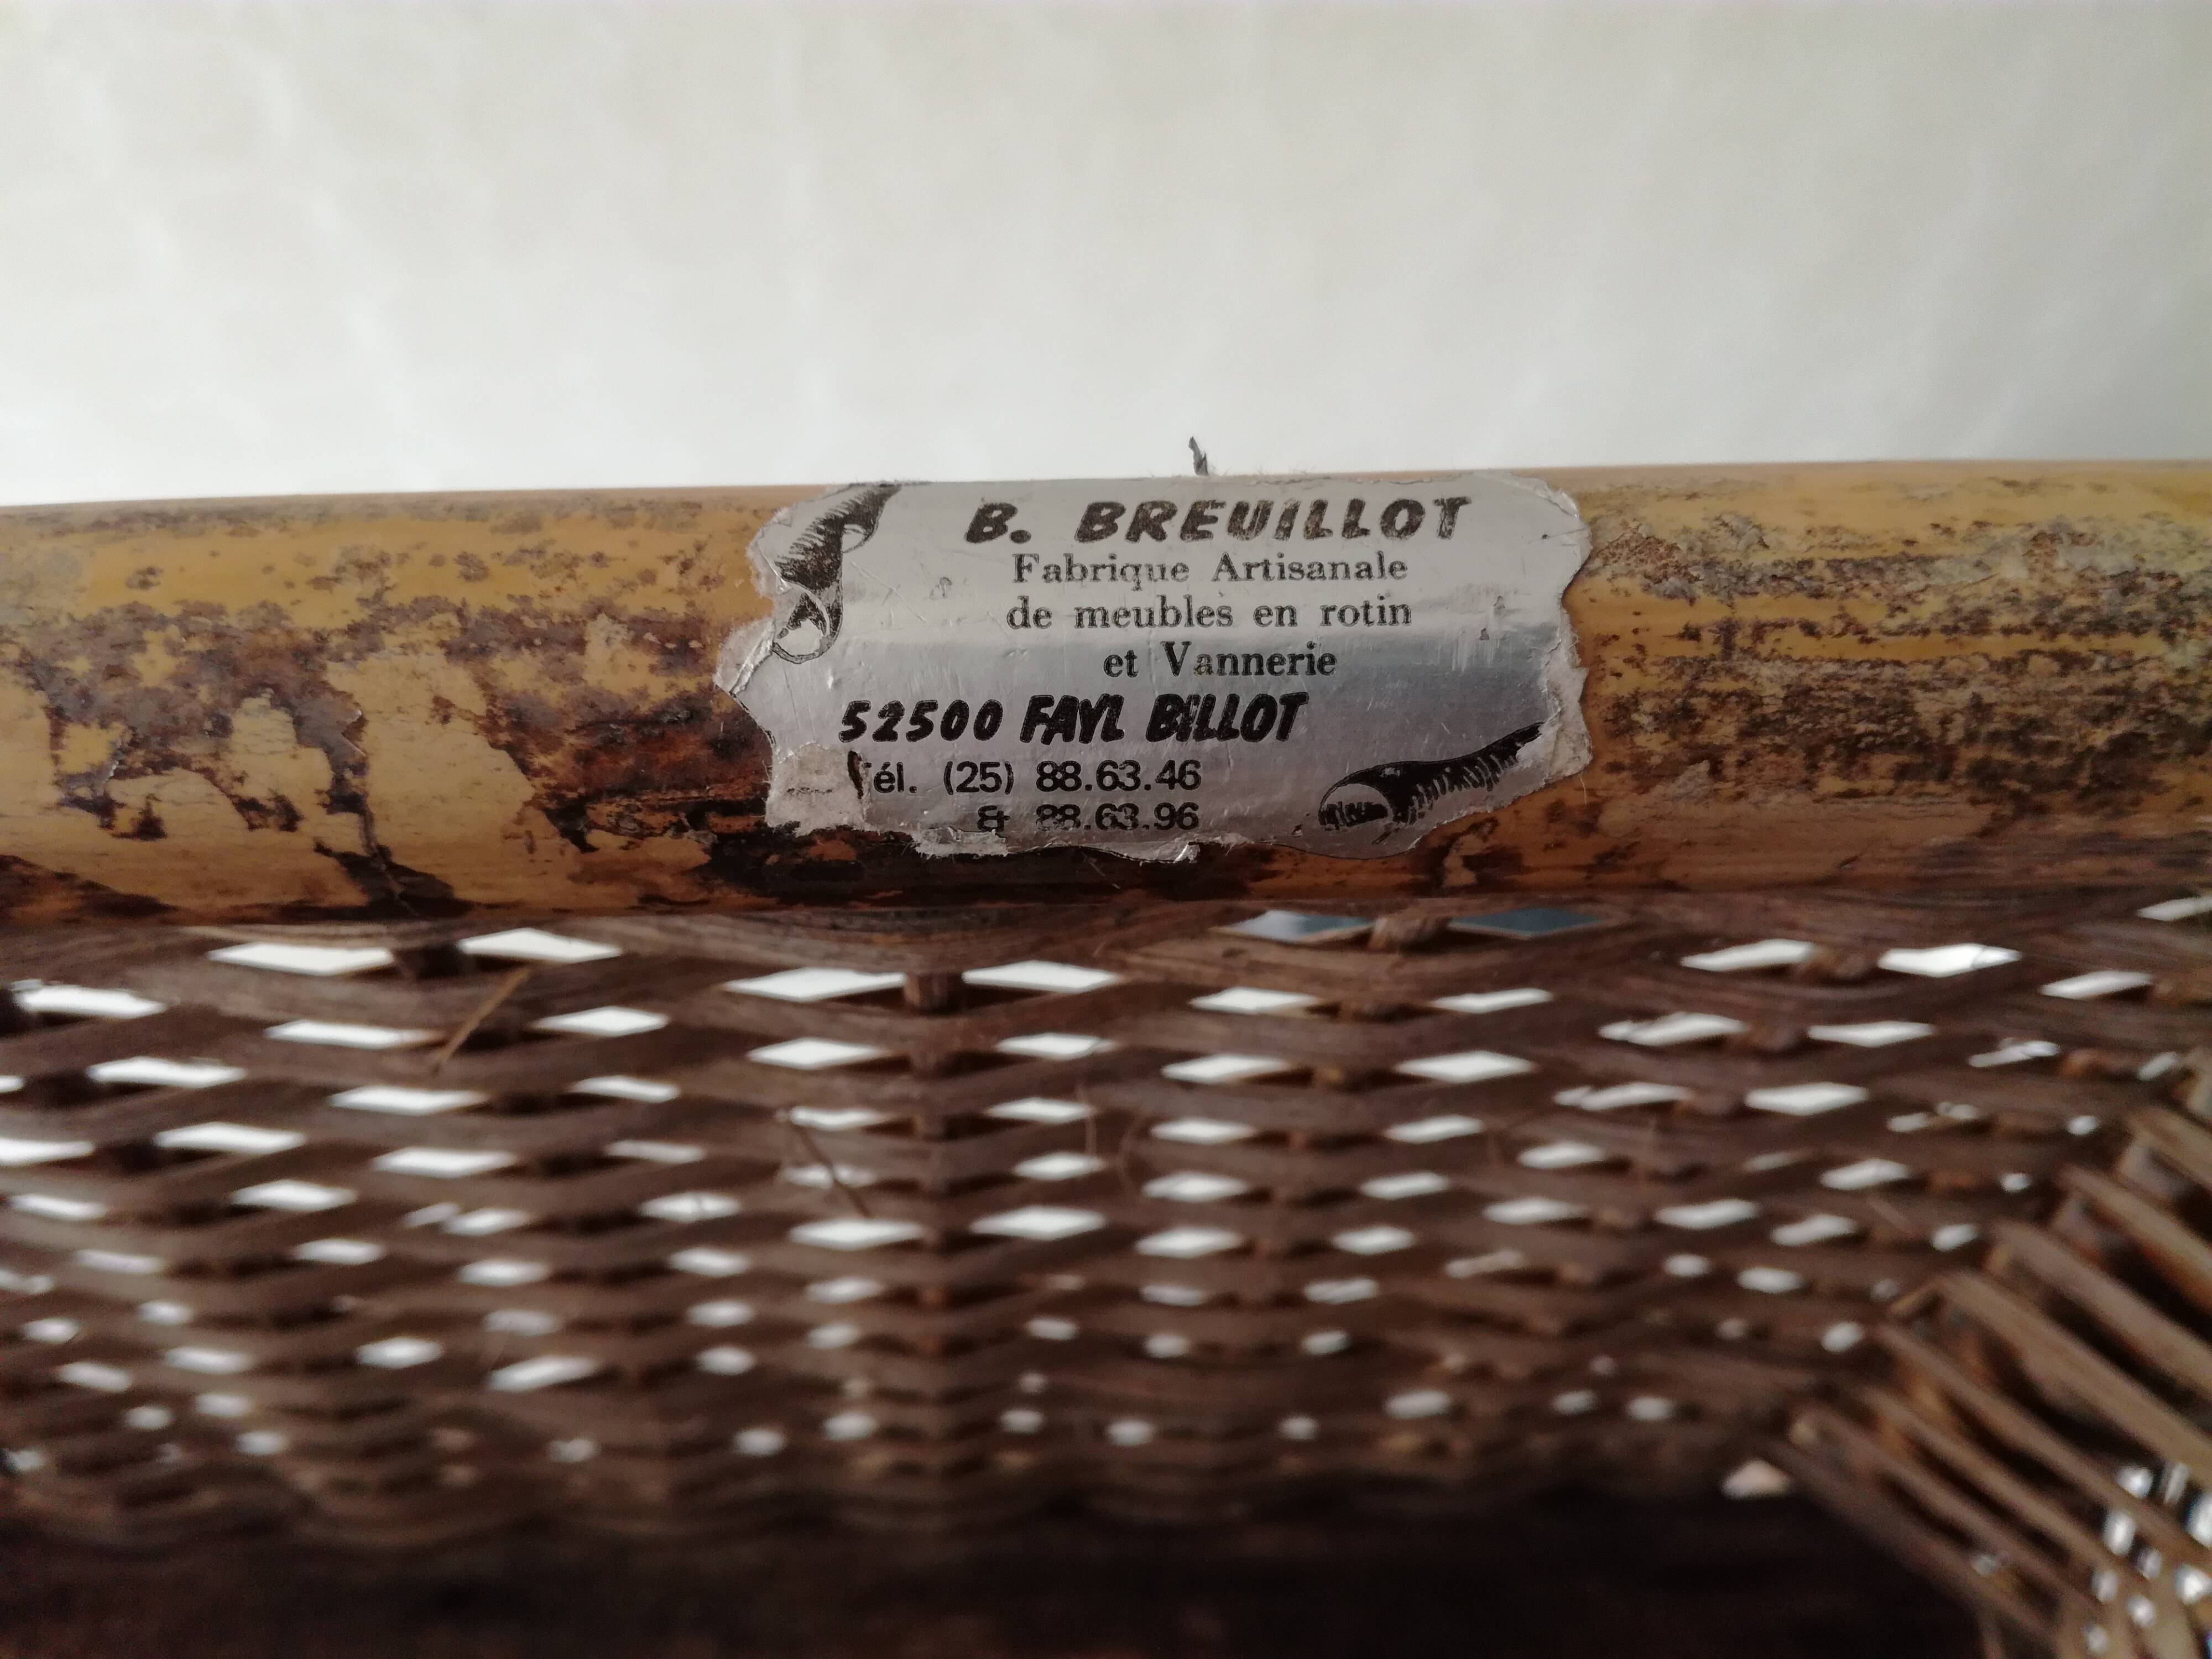 B. BREUILLOT
Fabrique Artisanale
de meubles en rotin
et Vannerie
52500 FAYL BILLOT
Tél. (25) 88.63.46
& 88.63.96